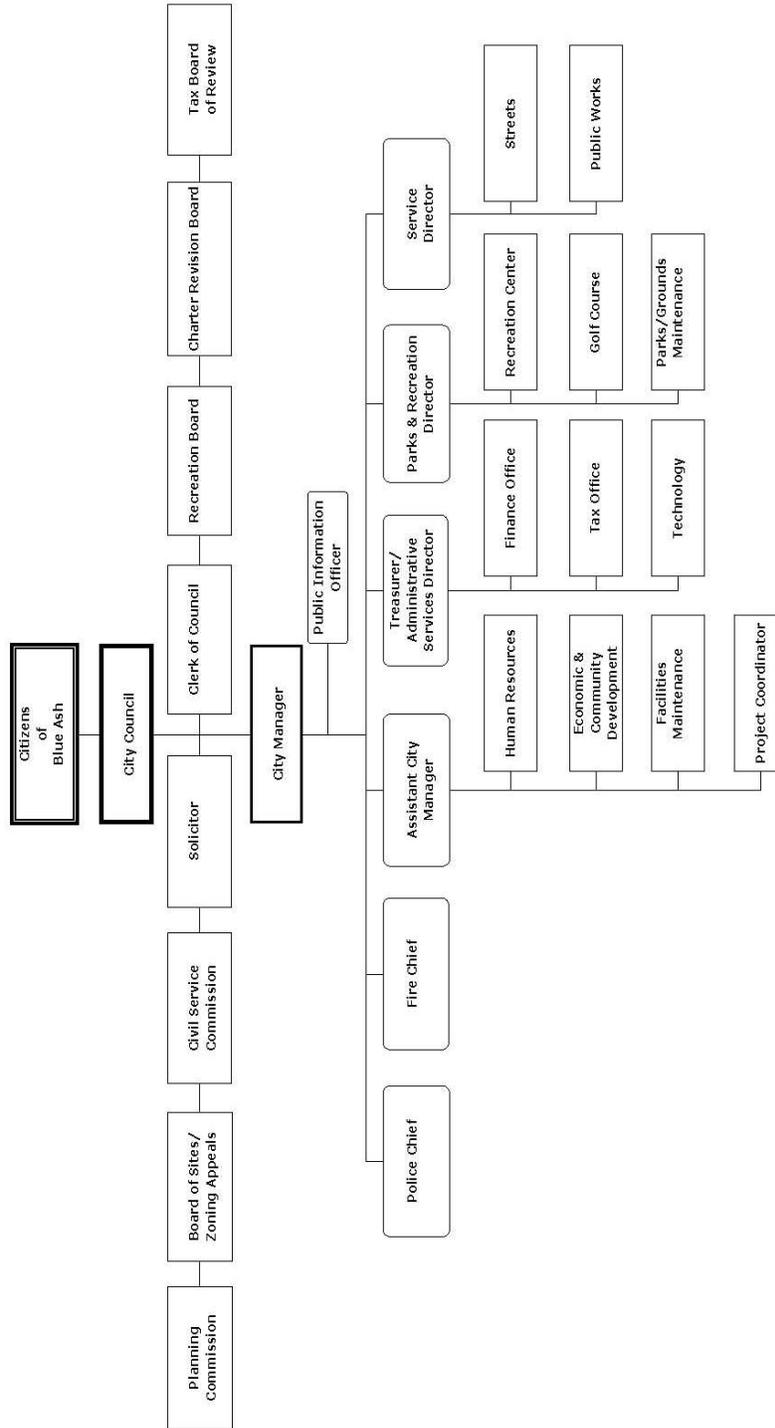 Citizens
of
Blue Ash
City Council
Planning
Commission
Board of Sites/
Zoning Appeals
Civil Service
Commission
Solicitor
Clerk of Council
Recreation Board
Charter Revision Board
Tax Board
of Review
City Manager
Public Information
Officer
Police Chief
Fire Chief
Assistant City
Manager
Treasurer/
Administrative
Services Director
Parks & Recreation
Director
Service
Director
Human Resources
Economic &
Community
Development
Facilities
Maintenance
Project Coordinator
Finance Office
Tax Office
Technology
Recreation Center
Golf Course
Parks/Grounds
Maintenance
Streets
Public Works